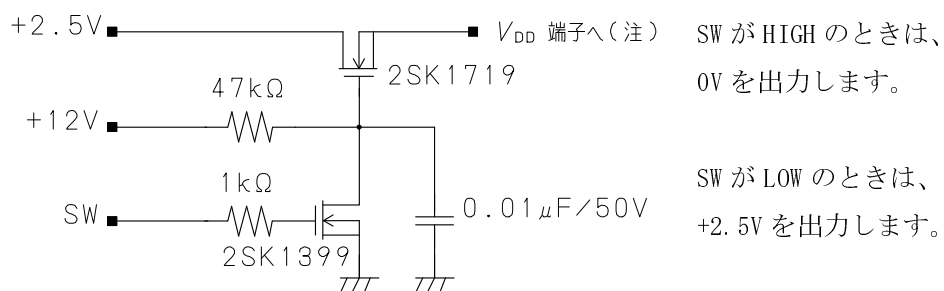 +2.5V
VDD 端子へ(注)
2SK1719
47kΩ
+12V
1kΩ
SW
0.01μF/50V
2SK1399
SW が HIGH のときは、
0V を出力します。
SW が LOW のときは、
+2.5V を出力します。